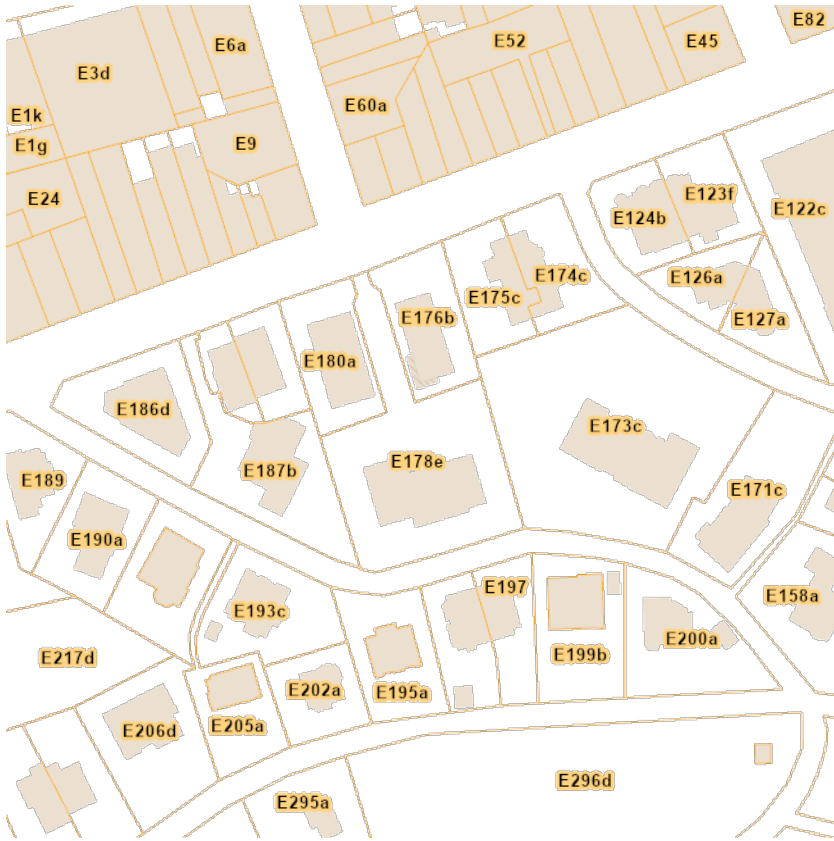 E82
E6a
E52
E45
E3d
E60a
E1k
E9
E1g
E24
E123f
E122c
E124b
E174c
E126a
E175c
E176b
E127a
E180a
E186d
E173c
E178e
E187b
E189
E171c
E190a
E197
E158a
E193c
E200a
E199b
E217d
E202a
E195a
E205a
E206d
E296d
E295a